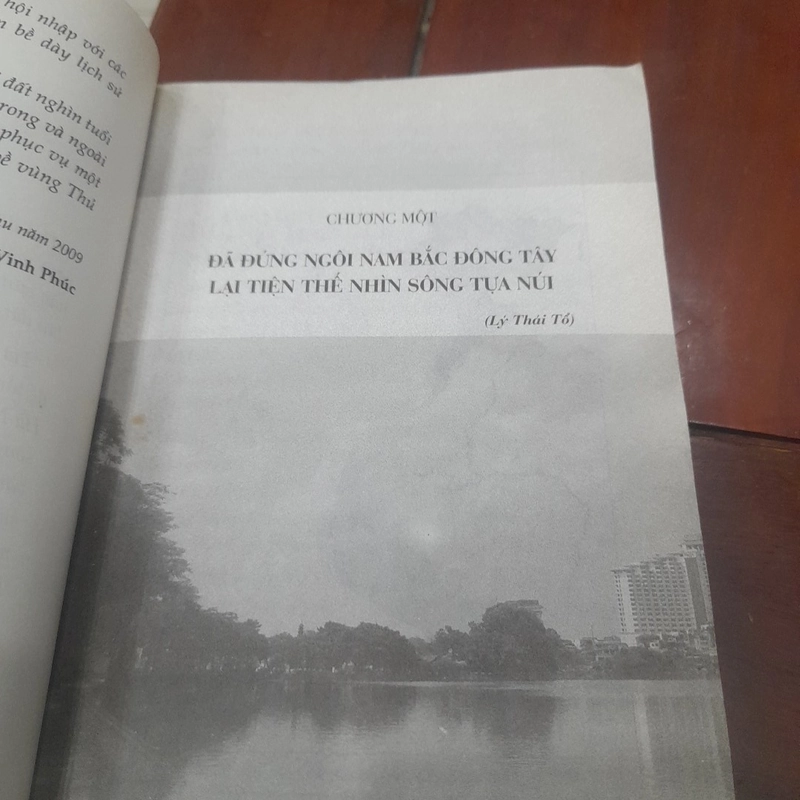 hội nhập với các
bề dày lịch sử
đất nghìn tuổi
trong và ngoài
phục vụ một
về vùng Thủ
năm 2009
Vinh Phúc
CHƯƠNG MỘT
ĐÃ ĐÚNG NGÔI NAM BẮC ĐÔNG TÂY
LẠI TIỆN THẾ NHÌN SÔNG TỰA NÚI
(Lý Thái Tổ)